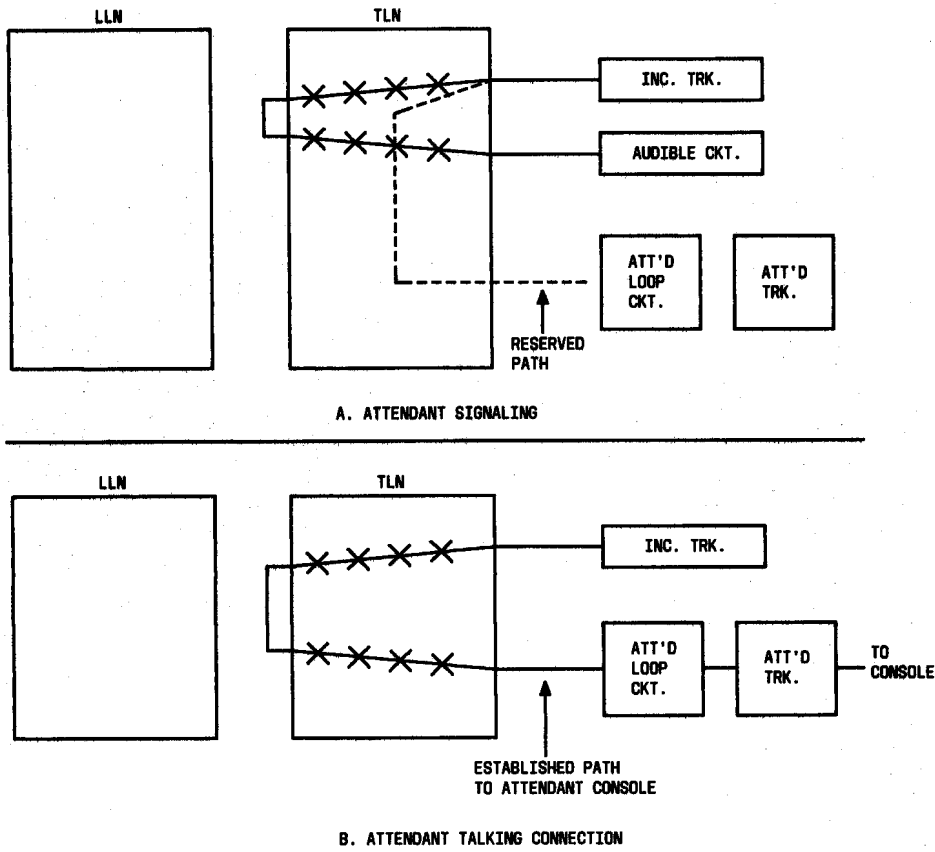 LLN
TLN
INC. TRK.
AUDIBLE CKT.
ATT'D
LOOP
CKT.
ATT'D
TRK.
RESERVED
PATH
A. ATTENDANT SIGNALING
LLN
TLN
INC. TRK.
ATT'D
LOOP
CKT.
ATT'D
TRK.
TO
CONSOLE
ESTABLISHED PATH
TO ATTENDANT CONSOLE
B. ATTENDANT TALKING CONNECTION